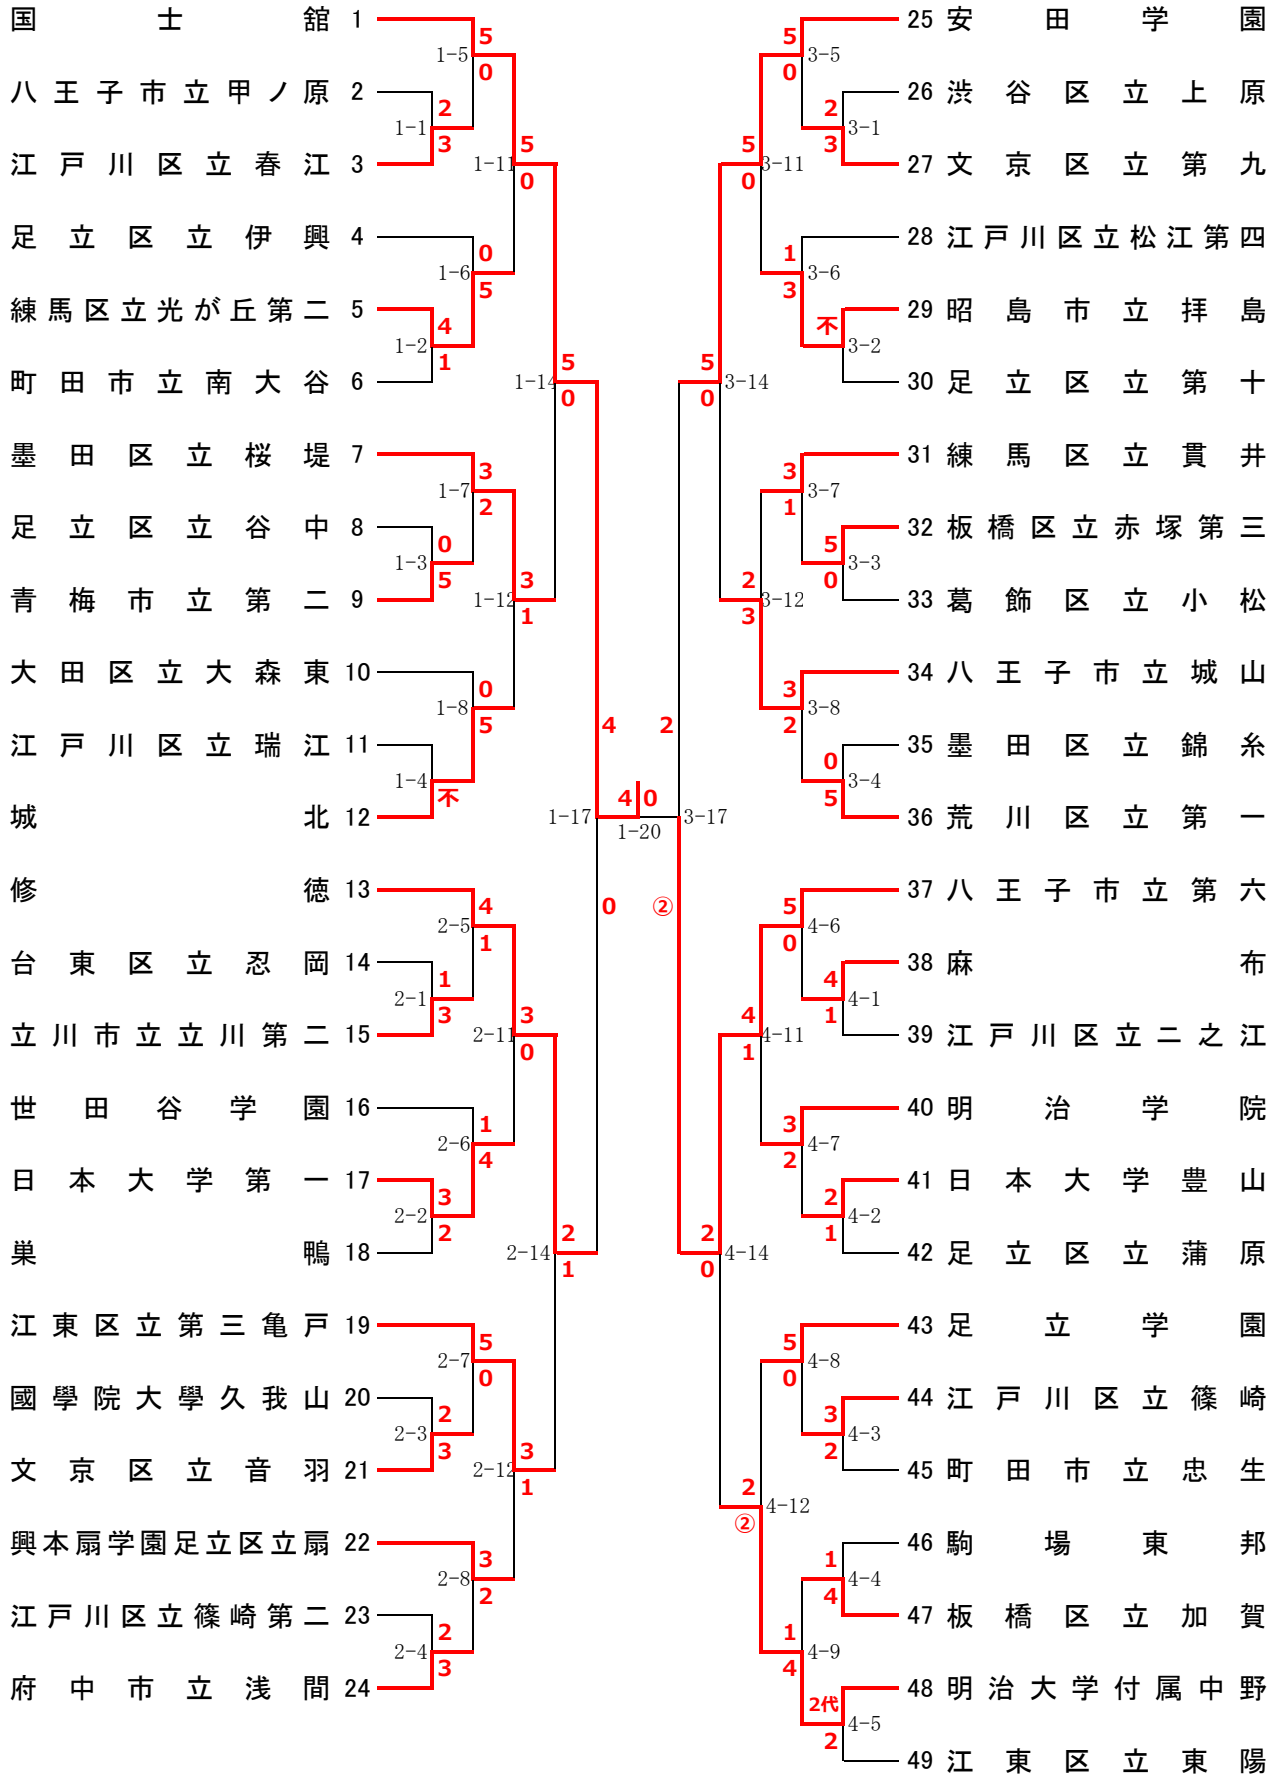 国士舘 1
八王子市立甲ノ原 2
江戸川区立春江 3
足立区立伊興 4
練馬区立光が丘第二 5
町田市立南大谷 6
墨田区立桜堤 7
足立区立谷中 8
青梅市立第二 9
大田区立大森東 10
江戸川区立瑞江 11
城北 12
修徳 13
台東区立忍岡 14
立川市立立川第二 15
世田谷学園 16
日本大学第一 17
巣鴨 18
江東区立第三亀戸 19
國學院大學久我山 20
文京区立音羽 21
興本扇学園足立区立扇 22
江戸川区立篠崎第二 23
府中市立浅間 24
1-5 5 0
1-1 2 3
1-11 5 0
1-6 0 5
1-2 4 1
1-14 5 0
1-7 3 2
1-3 0 5
1-12 3 1
1-8 0 5
1-4 不
1-17 4 0
2-5 4 1
2-1 1 3
2-11 3 0
2-6 1 4
2-2 3 2
2-14 2 1
2-7 5 0
2-3 2 3
2-12 3 1
2-8 3 2
2-4 2 3
4 0
1-20
25 安田学園
26 渋谷区立上原
27 文京区立第九
28 江戸川区立松江第四
29 昭島市立拝島
30 足立区立第十
31 練馬区立貫井
32 板橋区立赤塚第三
33 葛飾区立小松
34 八王子市立城山
35 墨田区立錦糸
36 荒川区立第一
37 八王子市立第六
38 麻布
39 江戸川区立二之江
40 明治学院
41 日本大学豊山
42 足立区立蒲原
43 足立学園
44 江戸川区立篠崎
45 町田市立忠生
46 駒場東邦
47 板橋区立加賀
48 明治大学付属中野
49 江東区立東陽
5 0 3-5
2 3 3-1
5 0 3-11
1 3 3-6
不 3-2
5 0 3-14
3 1 3-7
5 0 3-3
2 3 3-12
3 2 3-8
0 5 3-4
2 ② 3-17
5 0 4-6
4 1 4-1
4 1 4-11
3 2 4-7
2 1 4-2
2 0 4-14
5 0 4-8
3 2 4-3
2 ② 4-12
1 4 4-4
1 4 4-9
2代 2 4-5